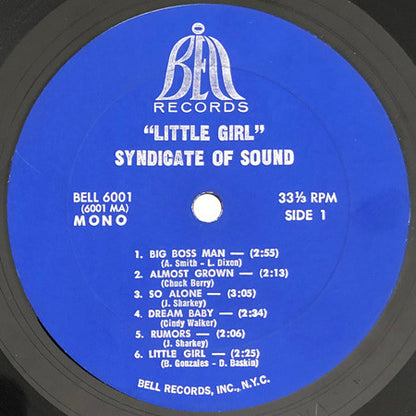 BELL
RECORDS
"LITTLE GIRL"
SYNDICATE OF SOUND
BELL 6001
(6001 MA)
MONO
33⅓ RPM
SIDE 1
1. BIG BOSS MAN — (2:55)
(A. Smith - L. Dixon)
2. ALMOST GROWN — (2:13)
(Chuck Berry)
3. SO ALONE — (3:05)
(J. Sharkey)
4. DREAM BABY — (2:34)
(Cindy Walker)
5. RUMORS — (2:06)
(J. Sharkey)
6. LITTLE GIRL — (2:25)
(B. Gonzales - D. Baskin)
BELL RECORDS, INC., N.Y.C.